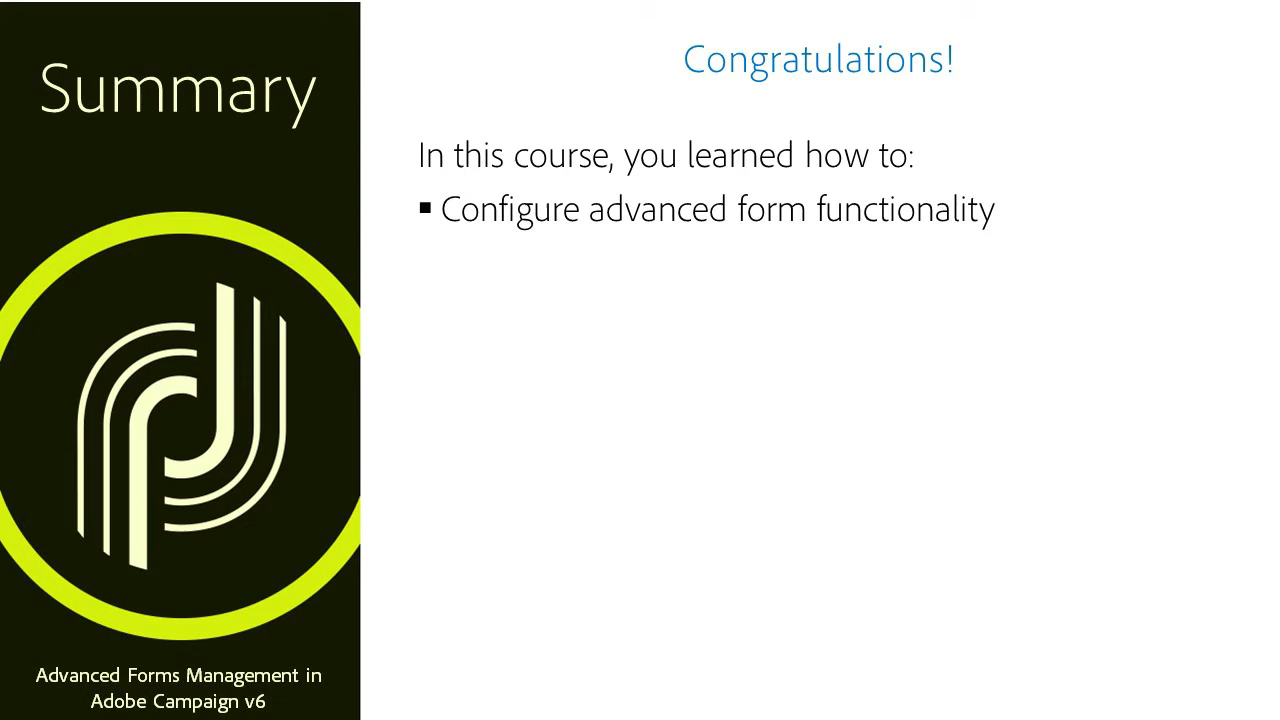 Summary
Advanced Forms Management in
Adobe Campaign v6
Congratulations!
In this course, you learned how to:
▪ Configure advanced form functionality